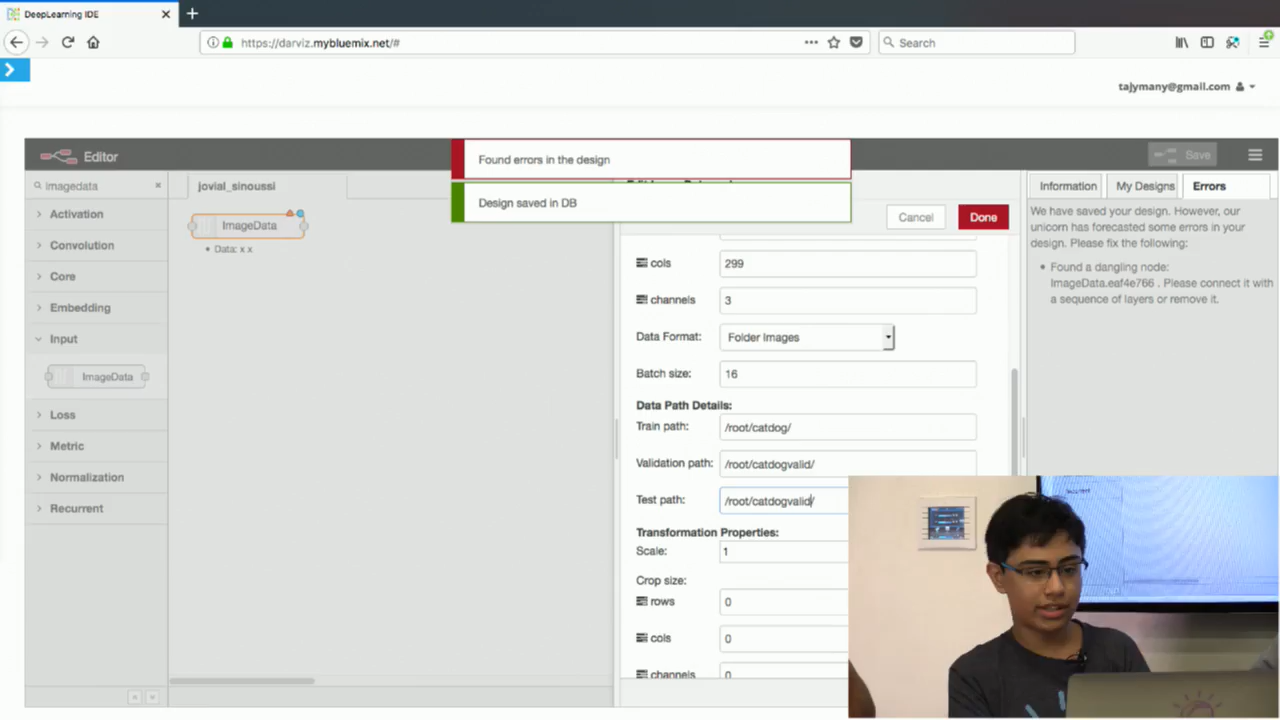 DeepLearning IDE
https://darviz.mybluemix.net/#
Search
tajymany@gmail.com
Editor
Found errors in the design
Save
imagedata
jovial_sinoussi
Information
My Designs
Errors
Design saved in DB
Activation
ImageData
Cancel
Done
We have saved your design. However, our
unicorn has forecasted some errors in your
design. Please fix the following:
Data: x x
Convolution
cols
299
Found a dangling node:
ImageData.eaf4e766 . Please connect it with
a sequence of layers or remove it.
Core
channels
3
Embedding
Data Format:
Folder Images
Input
ImageData
Batch size:
16
Data Path Details:
Loss
Train path:
/root/catdog/
Metric
Validation path:
/root/catdogvalid/
Normalization
Test path:
/root/catdogvalid/
Recurrent
Transformation Properties:
Scale:
1
Crop size:
rows
0
cols
0
channels
0